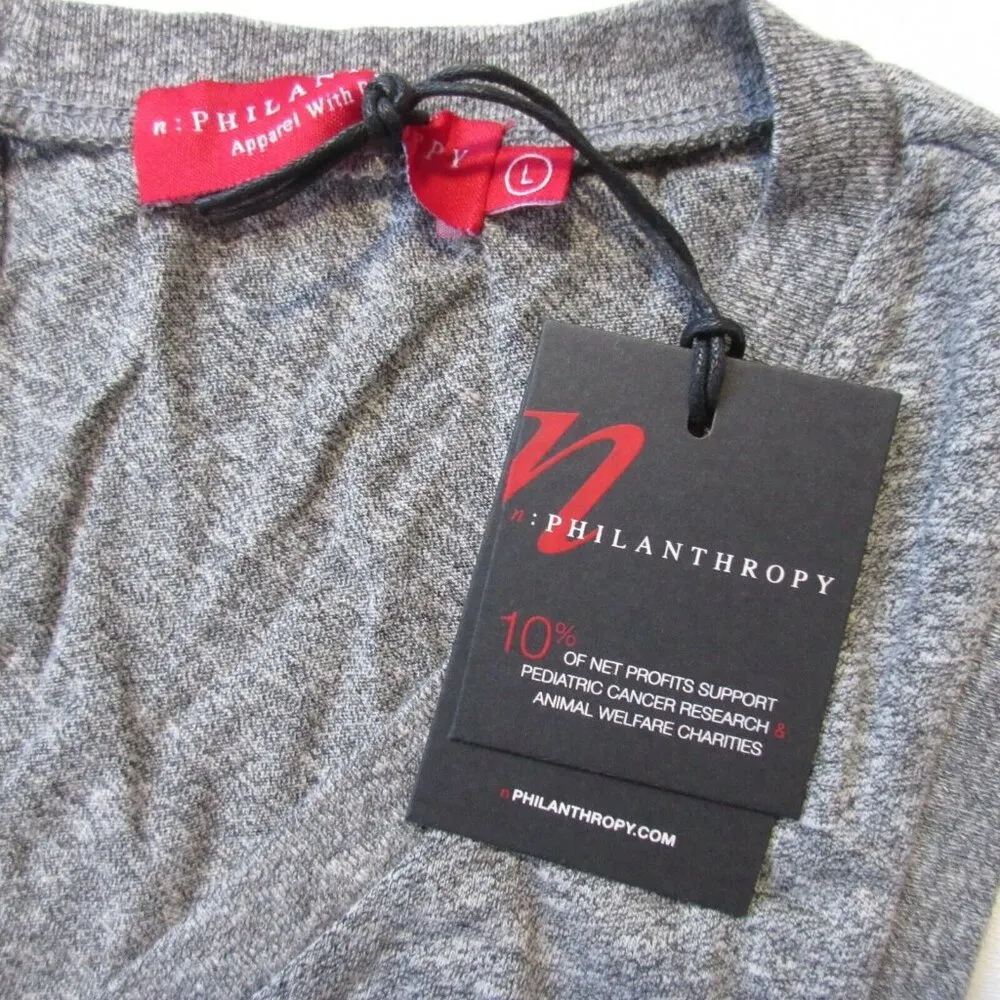 n:PHILAN PY
Apparel With
L
n
n:PHILANTHROPY
10%
OF NET PROFITS SUPPORT
PEDIATRIC CANCER RESEARCH &
ANIMAL WELFARE CHARITIES
nPHILANTHROPY.COM